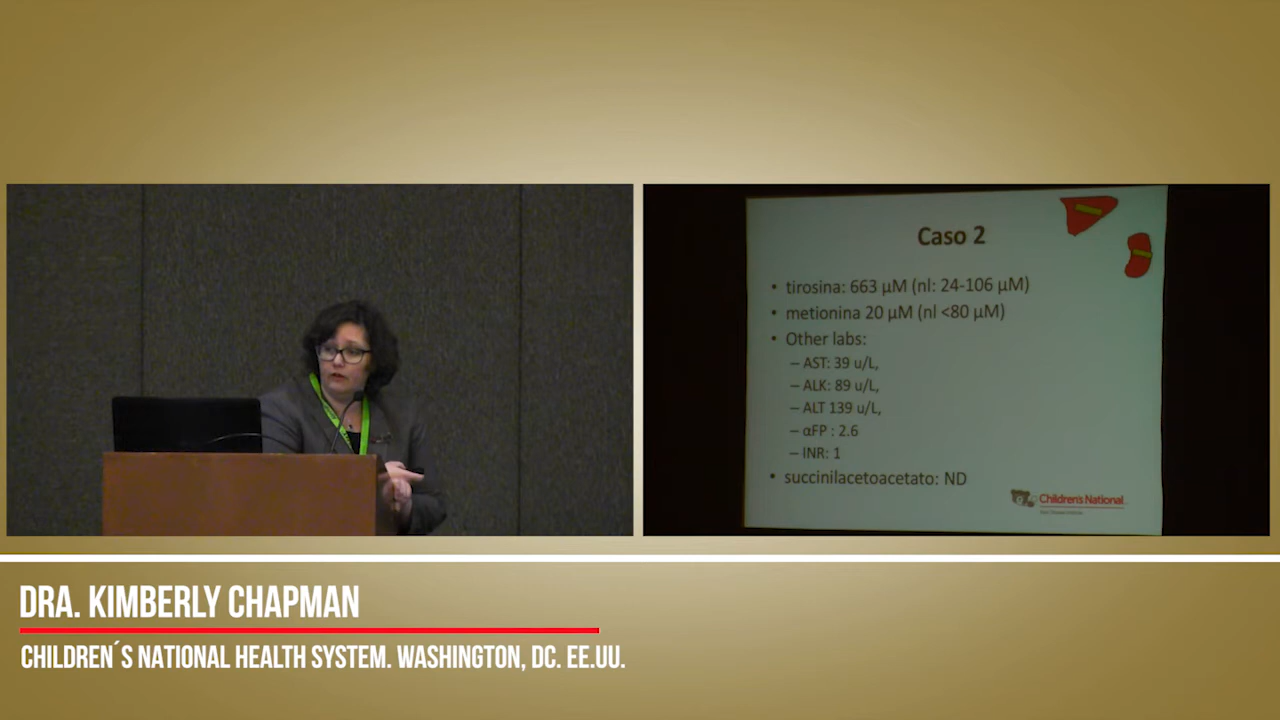 Caso 2
• tirosina: 663 µM (nl: 24-106 µM)
• metionina 20 µM (nl <80 µM)
• Other labs:
– AST: 39 u/L,
– ALK: 89 u/L,
– ALT 139 u/L,
– αFP : 2.6
– INR: 1
• succinilacetoacetato: ND
Children's National
DRA. KIMBERLY CHAPMAN
CHILDREN´S NATIONAL HEALTH SYSTEM. WASHINGTON, DC. EE.UU.